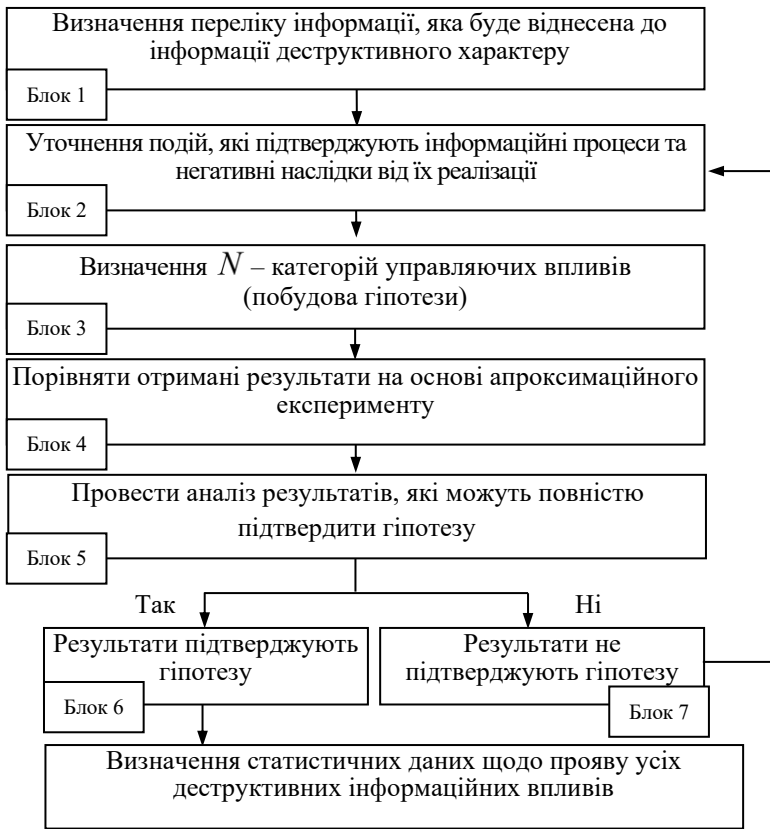 Визначення переліку інформації, яка буде віднесена до
інформації деструктивного характеру
Блок 1
Уточнення подій, які підтверджують інформаційні процеси та
негативні наслідки від їх реалізації
Блок 2
Визначення N – категорій управляючих впливів
(побудова гіпотези)
Блок 3
Порівняти отримані результати на основі апроксимаційного
експерименту
Блок 4
Провести аналіз результатів, які можуть повністю
підтвердити гіпотезу
Блок 5
Так
Ні
Результати підтверджують
гіпотезу
Блок 6
Результати не
підтверджують гіпотезу
Блок 7
Визначення статистичних даних щодо прояву усіх
деструктивних інформаційних впливів